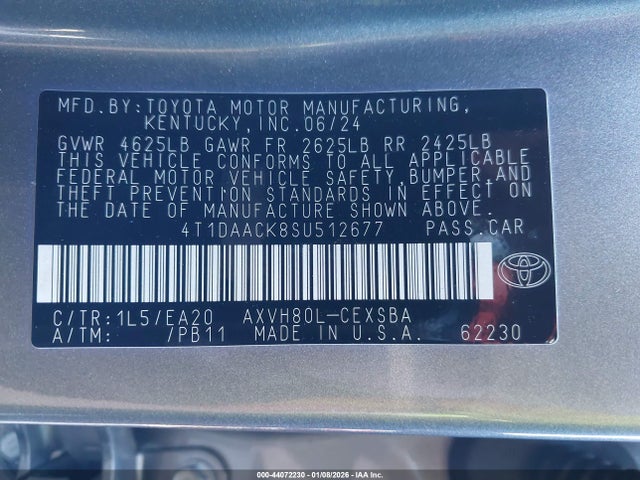 MFD.BY:TOYOTA MOTOR MANUFACTURING,
KENTUCKY, INC. 06/24
GVWR 4625LB GAWR FR 2625LB RR 2425LB
THIS VEHICLE CONFORMS TO ALL APPLICABLE
FEDERAL MOTOR VEHICLE SAFETY, BUMPER, AND
THEFT PREVENTION STANDARDS IN EFFECT ON
THE DATE OF MANUFACTURE SHOWN ABOVE.
4T1DAACK8SU512677 PASS.CAR
C/TR:1L5/EA20 AXVH80L-CEXSBA
A/TM: /PB11 MADE IN U.S.A. 62230
000-44072230 - 01/08/2026 - IAA Inc.